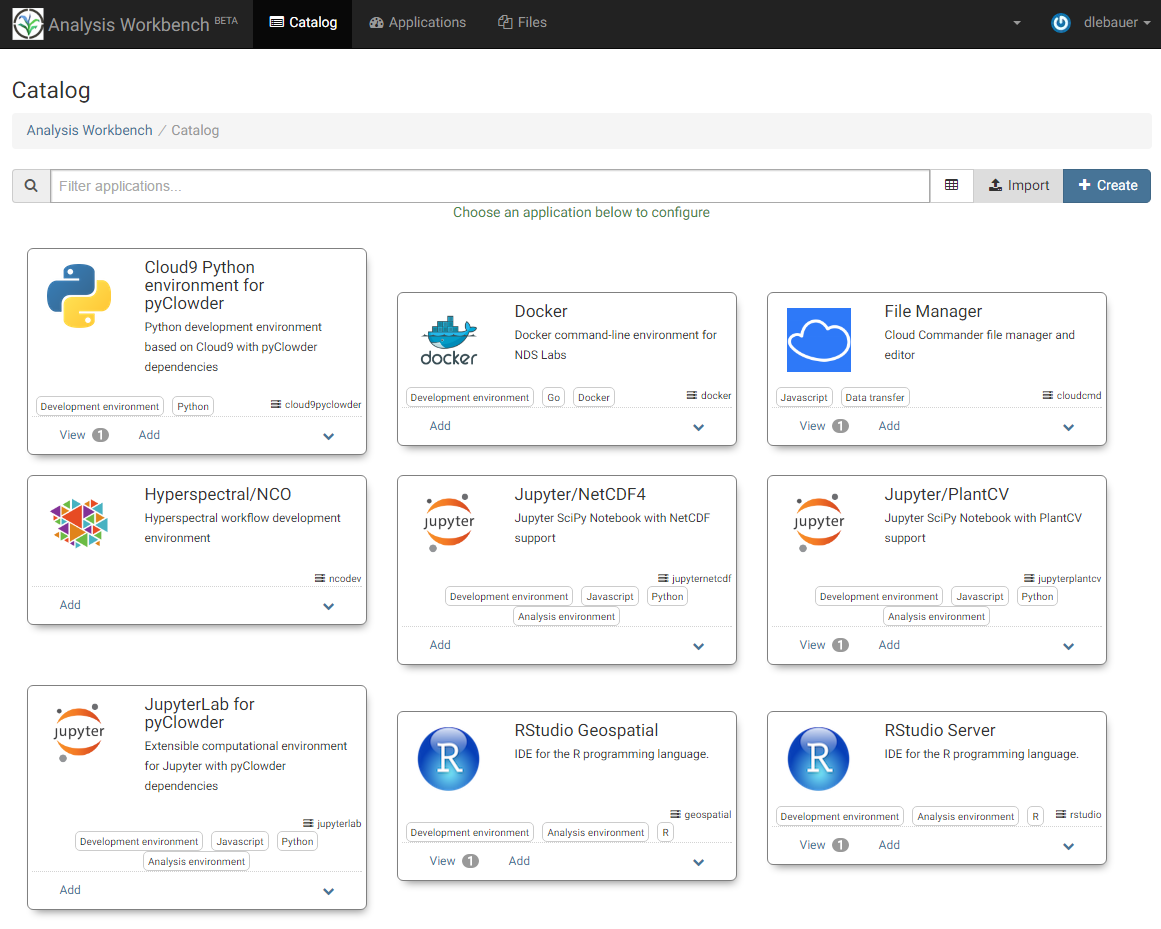 Analysis Workbench BETA
Catalog
Applications
Files
dlebauer
Catalog
Analysis Workbench / Catalog
Filter applications...
Import
Create
Choose an application below to configure
Cloud9 Python
environment for
pyClowder
Python development environment
based on Cloud9 with pyClowder
dependencies
Development environment
Python
cloud9pyclowder
View 1
Add
docker
Docker
Docker command-line environment for
NDS Labs
Development environment
Go
Docker
docker
Add
File Manager
Cloud Commander file manager and
editor
Javascript
Data transfer
cloudcmd
View 1
Add
Hyperspectral/NCO
Hyperspectral workflow development
environment
ncodev
Add
jupyter
Jupyter/NetCDF4
Jupyter SciPy Notebook with NetCDF
support
jupyternetcdf
Development environment
Javascript
Python
Analysis environment
Add
jupyter
Jupyter/PlantCV
Jupyter SciPy Notebook with PlantCV
support
jupyterplantcv
Development environment
Javascript
Python
Analysis environment
View 1
Add
jupyter
JupyterLab for
pyClowder
Extensible computational environment
for Jupyter with pyClowder
dependencies
jupyterlab
Development environment
Javascript
Python
Analysis environment
Add
R
RStudio Geospatial
IDE for the R programming language.
geospatial
Development environment
Analysis environment
R
View 1
Add
R
RStudio Server
IDE for the R programming language.
Development environment
Analysis environment
R
rstudio
View 1
Add